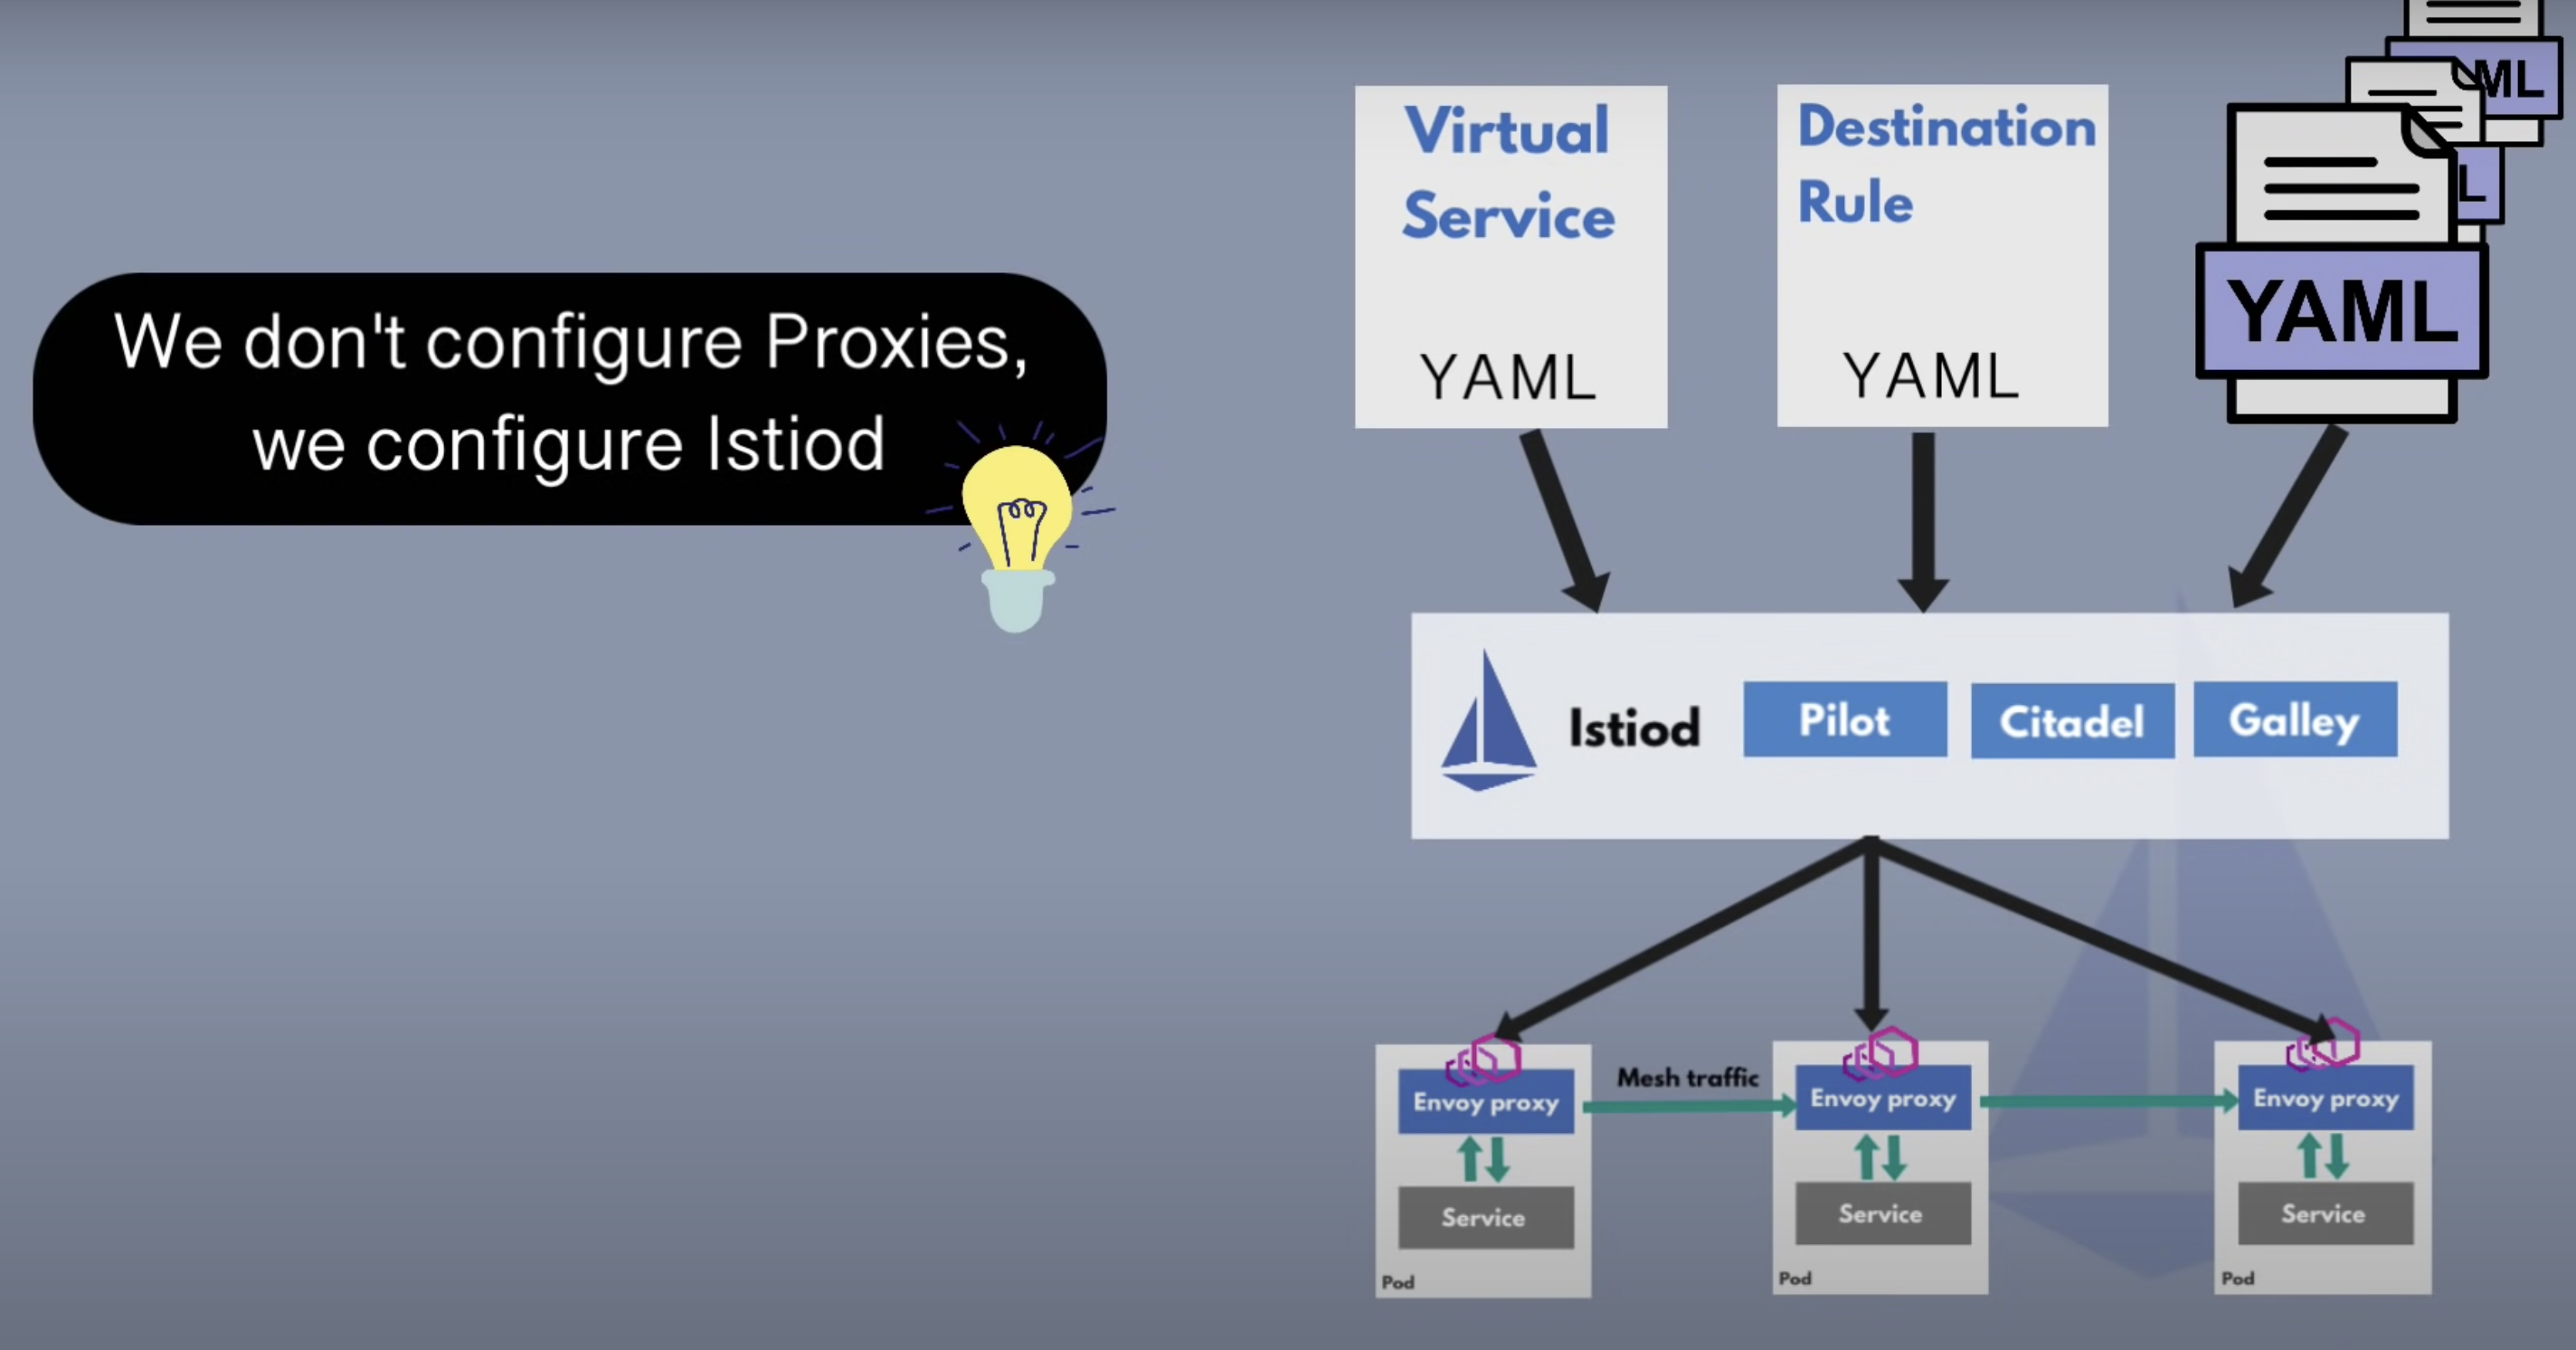 We don't configure Proxies,
we configure Istiod
Virtual
Service
YAML
Destination
Rule
YAML
ML
L
YAML
Istiod
Pilot
Citadel
Galley
Mesh traffic
Envoy proxy
Service
Pod
Envoy proxy
Service
Pod
Envoy proxy
Service
Pod